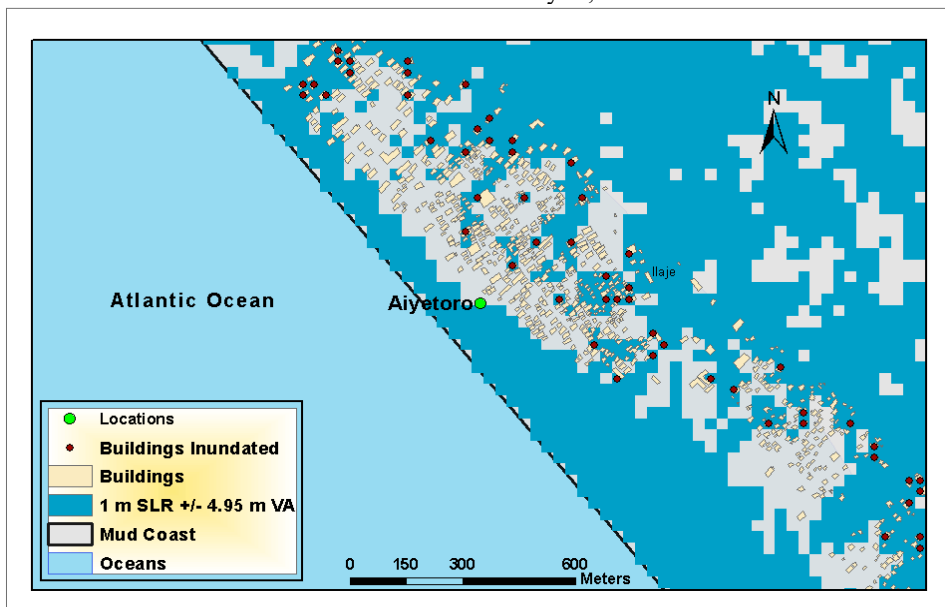 N
Ilaje
Atlantic Ocean
Aiyetoro
Locations
Buildings Inundated
Buildings
1 m SLR +/- 4.95 m VA
Mud Coast
Oceans
0 150 300 600
Meters